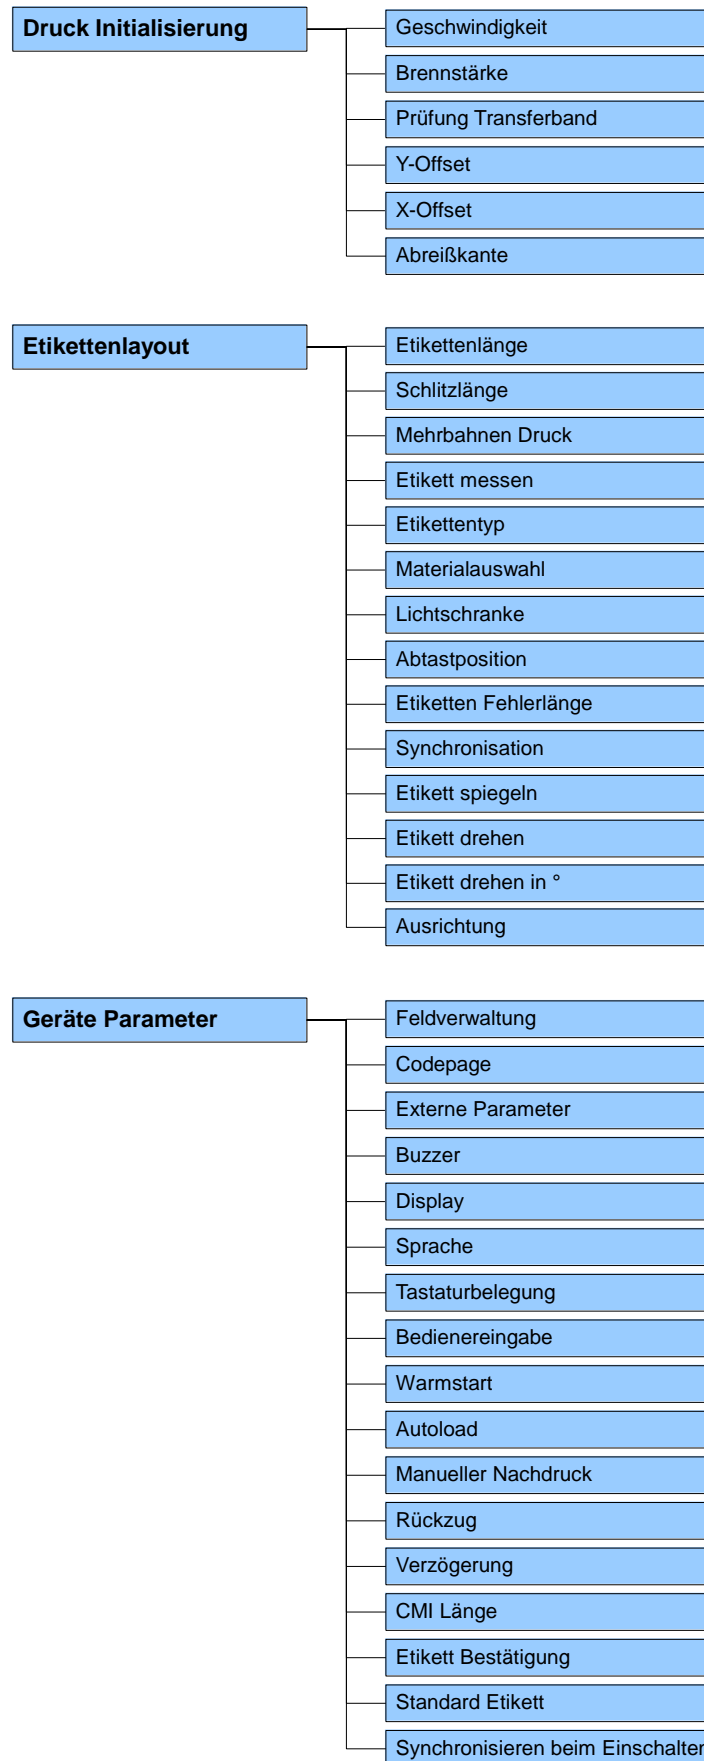 Druck Initialisierung
Geschwindigkeit
Brennstärke
Prüfung Transferband
Y-Offset
X-Offset
Abreißkante
Etikettenlayout
Etikettenlänge
Schlitzlänge
Mehrbahnen Druck
Etikett messen
Etikettentyp
Materialauswahl
Lichtschranke
Abtastposition
Etiketten Fehlerlänge
Synchronisation
Etikett spiegeln
Etikett drehen
Etikett drehen in °
Ausrichtung
Geräte Parameter
Feldverwaltung
Codepage
Externe Parameter
Buzzer
Display
Sprache
Tastaturbelegung
Bedienereingabe
Warmstart
Autoload
Manueller Nachdruck
Rückzug
Verzögerung
CMI Länge
Etikett Bestätigung
Standard Etikett
Synchronisieren beim Einschalten